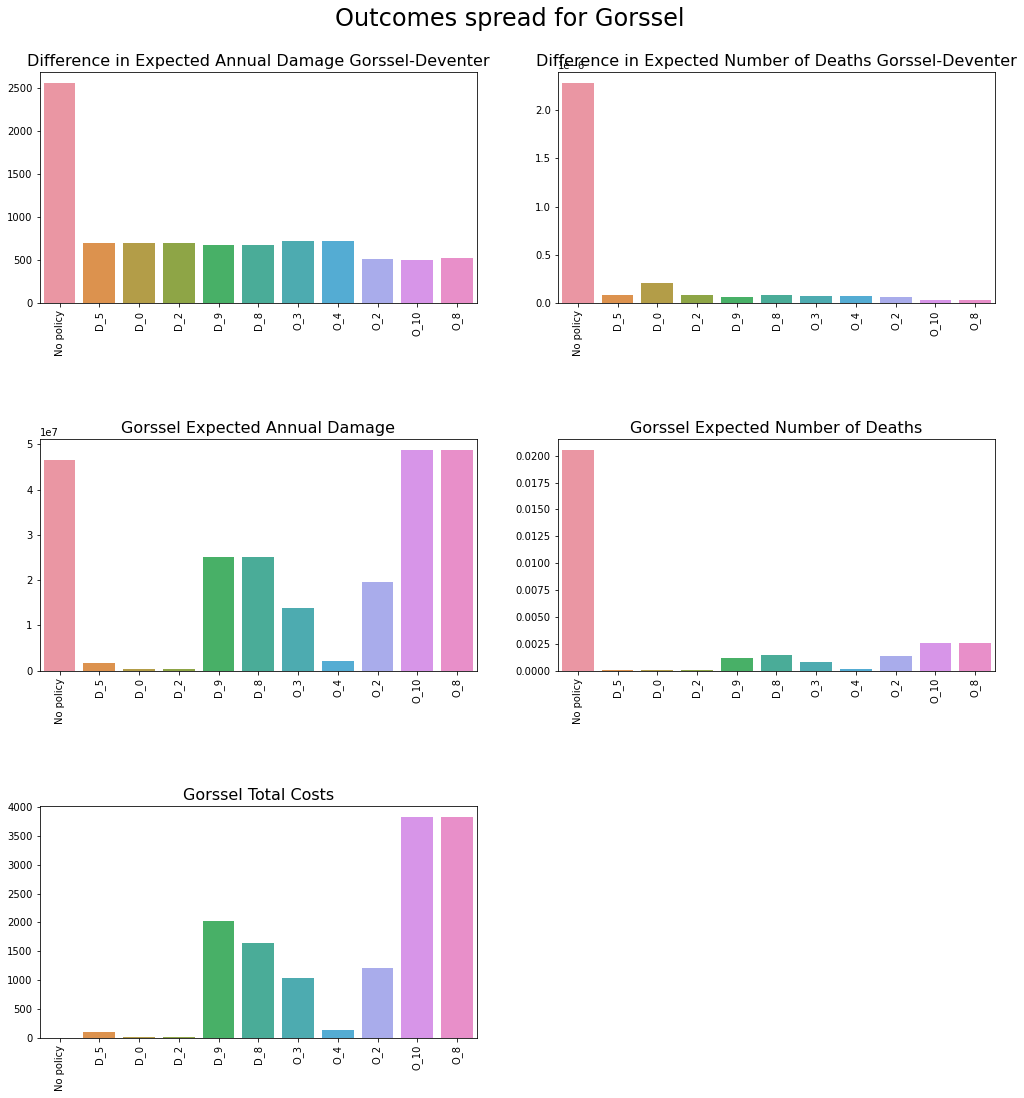 Outcomes spread for Gorssel
Difference in Expected Annual Damage Gorssel-Deventer
2500
2000
1500
1000
500
0
No policy D_5 D_0 D_2 D_9 D_8 O_3 O_4 O_2 O_10 O_8
Difference in Expected Number of Deaths Gorssel-Deventer
2.0
1.5
1.0
0.5
0.0
No policy D_5 D_0 D_2 D_9 D_8 O_3 O_4 O_2 O_10 O_8
Gorssel Expected Annual Damage
1e7
5
4
3
2
1
0
No policy D_5 D_0 D_2 D_9 D_8 O_3 O_4 O_2 O_10 O_8
Gorssel Expected Number of Deaths
0.0200
0.0175
0.0150
0.0125
0.0100
0.0075
0.0050
0.0025
0.0000
No policy D_5 D_0 D_2 D_9 D_8 O_3 O_4 O_2 O_10 O_8
Gorssel Total Costs
4000
3500
3000
2500
2000
1500
1000
500
0
No policy D_5 D_0 D_2 D_9 D_8 O_3 O_4 O_2 O_10 O_8